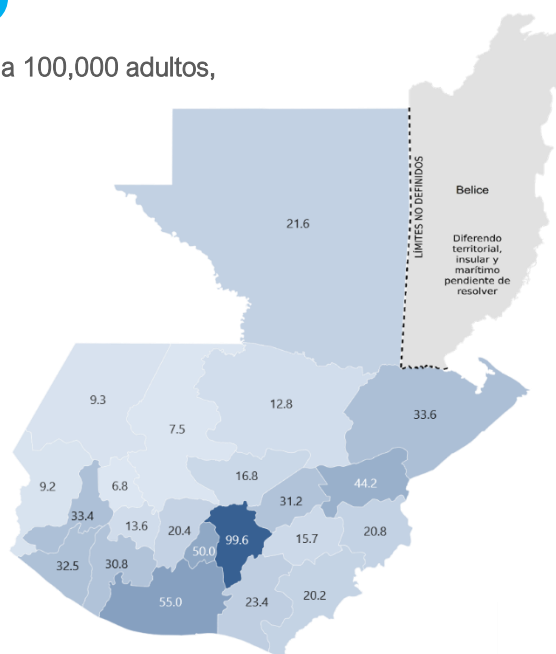 a 100,000 adultos,
LÍMITES NO DEFINIDOS
Belice
21.6
Diferendo
territorial,
insular y
marítimo
pendiente de
resolver
9.3
12.8
33.6
7.5
16.8
9.2
6.8
44.2
31.2
33.4
13.6
20.4
50.0
99.6
15.7
20.8
32.5
30.8
55.0
23.4
20.2